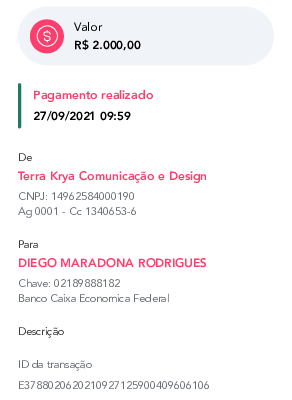 Valor
R$ 2.000,00
Pagamento realizado
27/09/2021 09:59
De
Terra Krya Comunicação e Design
CNPJ: 14962584000190
Ag 0001 - Cc 1340653-6
Para
DIEGO MARADONA RODRIGUES
Chave: 02189888182
Banco Caixa Economica Federal
Descrição
ID da transação
E3788020620210927125900409606106